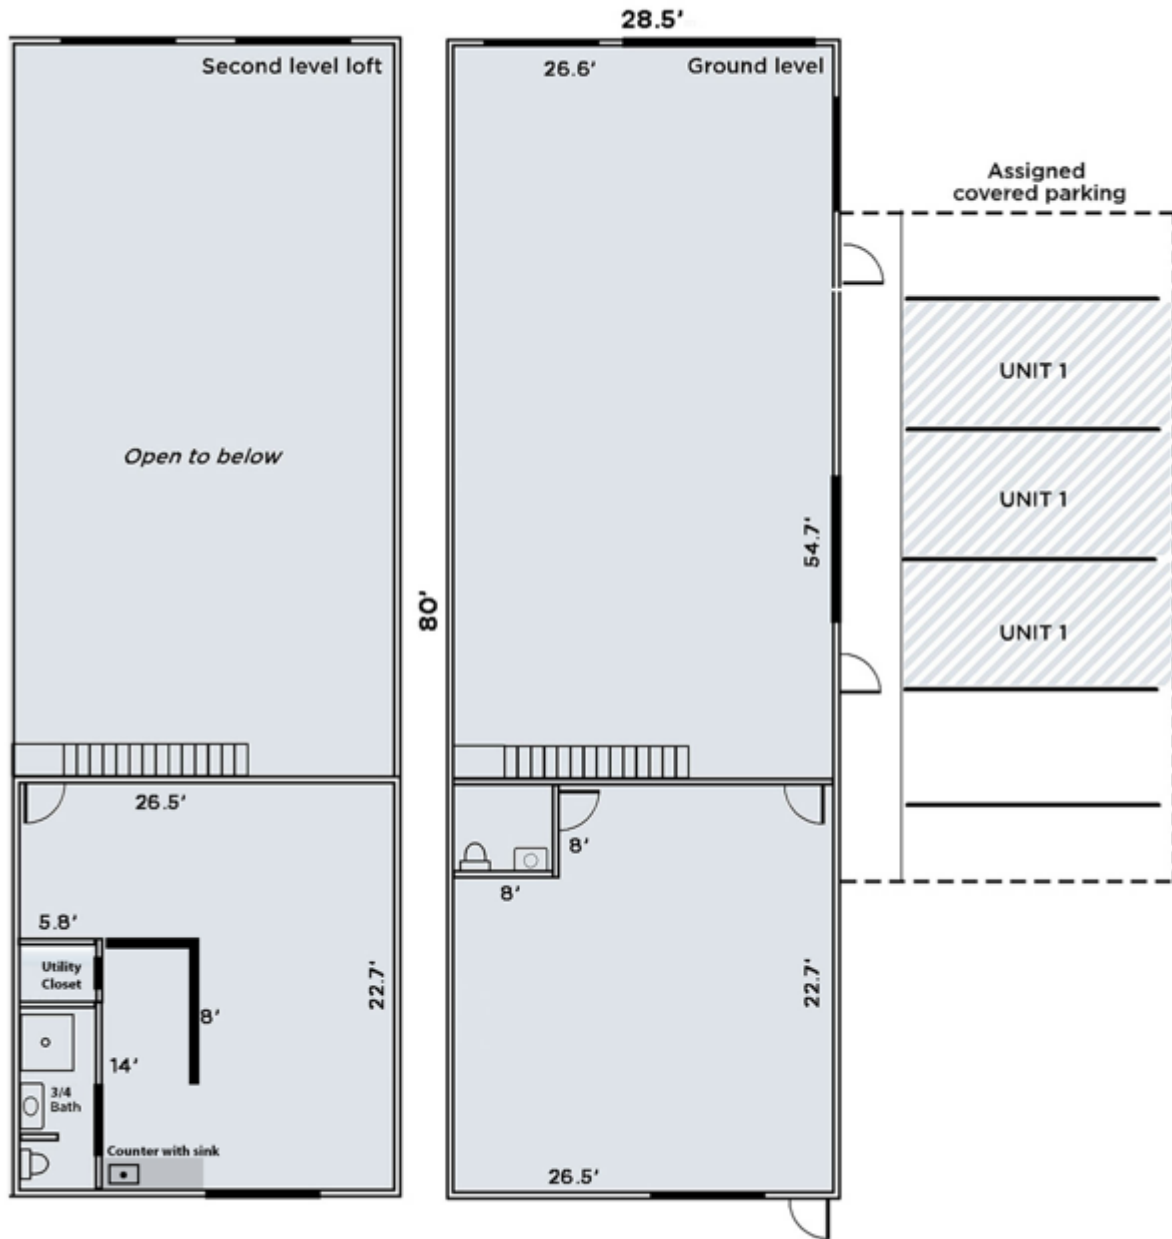 28.5'
Second level loft
26.6'
Ground level
Assigned
covered parking
UNIT 1
Open to below
UNIT 1
54.7'
80'
UNIT 1
26.5'
8'
8'
5.8'
Utility
Closet
22.7'
22.7'
8'
14'
3/4
Bath
Counter with sink
26.5'